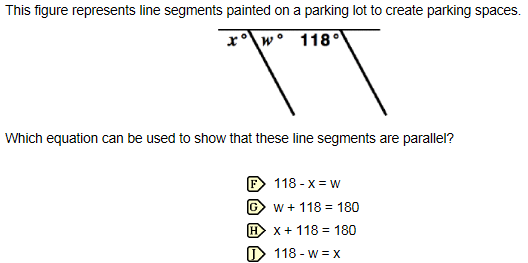 This figure represents line segments painted on a parking lot to create parking spaces.
x° w° 118°
Which equation can be used to show that these line segments are parallel?
F 118 - x = w
G w + 118 = 180
H x + 118 = 180
J 118 - w = x